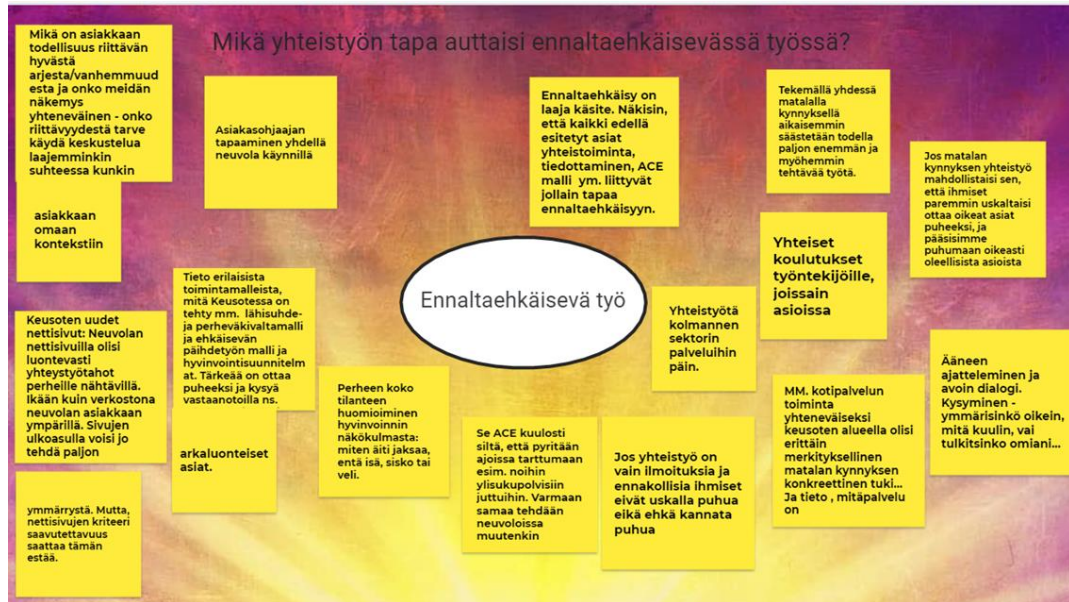 Mikä yhteistyön tapa auttaisi ennaltaehkäisevässä työssä?
Mikä on asiakkaan
todellisuus riittävän
hyvästä
arjesta/vanhemmuud
esta ja onko meidän
näkemys
yhteneväinen - onko
riittävyydestä tarve
käydä keskustelua
laajemminkin
suhteessa kunkin
asiakkaan
omaan
kontekstiin
Asiakasohjaajan
tapaaminen yhdellä
neuvola käynnillä
Ennaltaehkäisy on
laaja käsite. Näkisin,
että kaikki edellä
esitetyt asiat
yhteistoiminta,
tiedottaminen, ACE
malli ym. liittyvät
jollain tapaa
ennaltaehkäisyyn.
Tekemällä yhdessä
matalalla
kynnyksellä
aikaisemmin
säästetään todella
paljon enemmän ja
myöhemmin
tehtävää työtä.
Jos matalan
kynnyksen yhteistyö
mahdollistaisi sen,
että ihmiset
paremmin uskaltaisi
ottaa oikeat asiat
puheeksi, ja
pääsisimme
puhumaan oikeasti
oleellisista asioista
Yhteiset
koulutukset
työntekijöille,
joissain
asioissa
Ennaltaehkäisevä työ
Yhteistyötä
kolmannen
sektorin
palveluihin
päin.
Tieto erilaisista
toimintamalleista,
mitä Keusotessa on
tehty mm. lähisuhde-
ja perheväkivaltamalli
ja ehkäisevän
päihdetyön malli ja
hyvinvointisuunnitelm
at. Tärkeää on ottaa
puheeksi ja kysyä
vastaanotoilla ns.
arkaluonteiset
asiat.
Keusoten uudet
nettisivut: Neuvolan
nettisivuilla olisi
luontevasti
yhteystyötahot
perheille nähtävillä.
Ikään kuin verkostona
neuvolan asiakkaan
ympärillä. Sivujen
ulkoasulla voisi jo
tehdä paljon
ymmärrystä. Mutta,
nettisivujen kriteeri
saavutettavuus
saattaa tämän
estää.
Perheen koko
tilanteen
huomioiminen
hyvinvoinnin
näkökulmasta:
miten äiti jaksaa,
entä isä, sisko tai
veli.
Se ACE kuulosti
siltä, että pyritään
ajoissa tarttumaan
esim. noihin
ylisukupolvisiin
juttuihin. Varmaan
samaa tehdään
neuvoloissa
muutenkin
Jos yhteistyö on
vain ilmoituksia ja
ennakollisia ihmiset
eivät uskalla puhua
eikä ehkä kannata
puhua
MM. kotipalvelun
toiminta
yhteneväiseksi
keusoten alueella olisi
erittäin
merkityksellinen
matalan kynnyksen
konkreettinen tuki...
Ja tieto , mitäpalvelu
on
Ääneen
ajatteleminen ja
avoin dialogi.
Kysyminen -
ymmärisinkö oikein,
mitä kuulin, vai
tulkitsinko omiani...